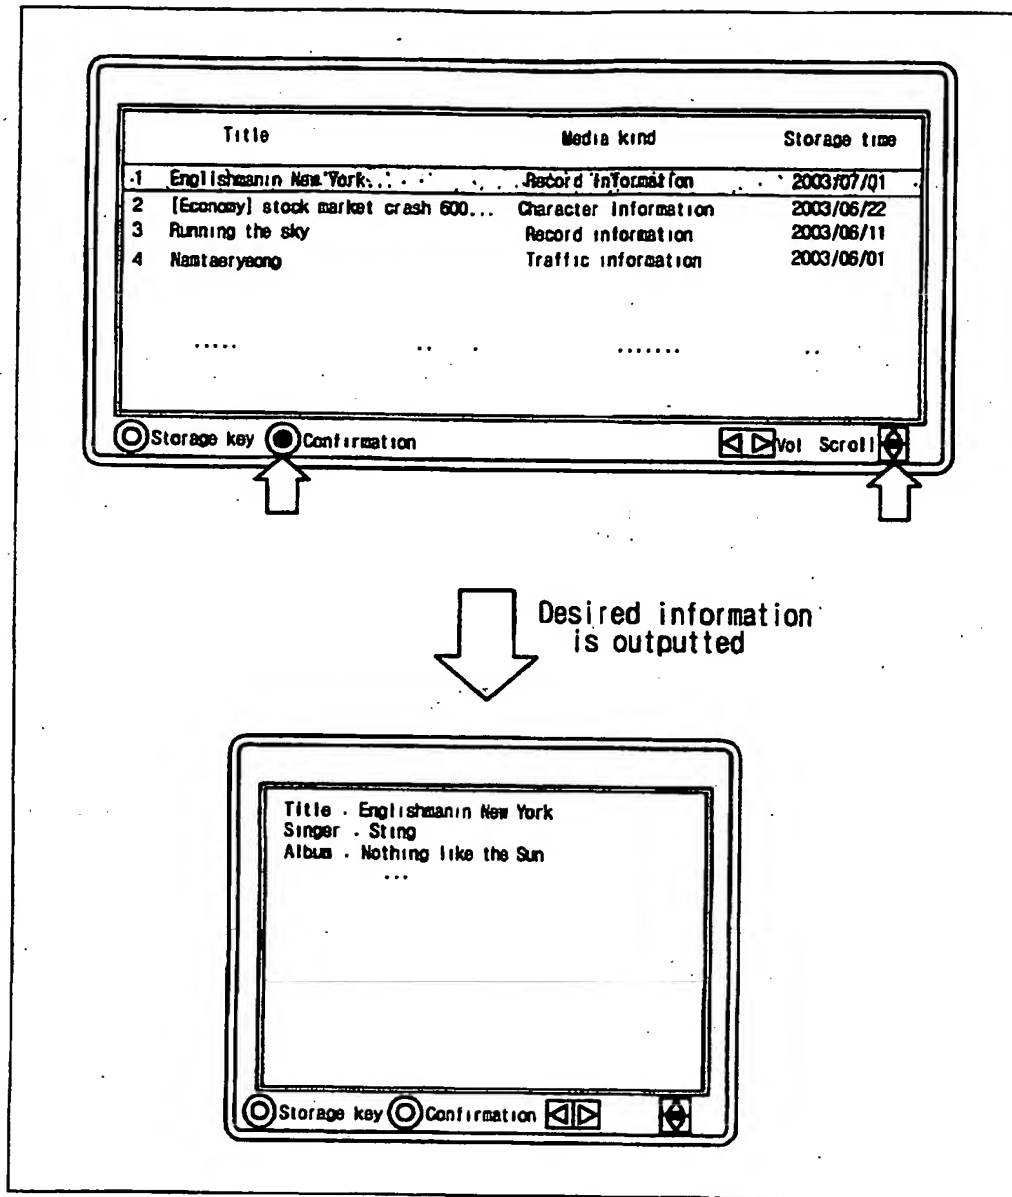 Title Media kind Storage time
1 Englishmanin New York..... Record Information 2003/07/01
2 [Economy] stock market crash 600... Character Information 2003/06/22
3 Running the sky Record information 2003/06/11
4 Namtaeryeong Traffic information 2003/06/01
..... .. . ....... ..
Storage key Confirmation Vol Scroll
Desired information
is outputted
Title . Englishmanin New York
Singer . Sting
Album . Nothing like the Sun
...
Storage key Confirmation